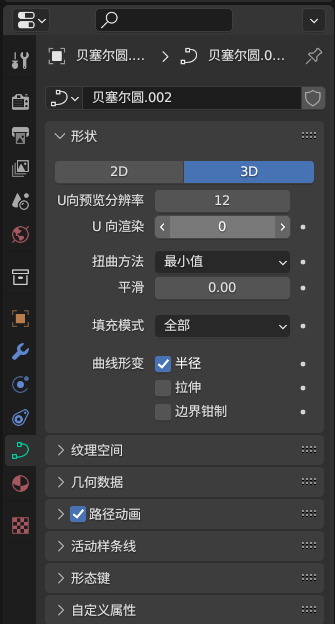 贝塞尔圆.... 贝塞尔圆.0...
贝塞尔圆.002
形状
2D 3D
U向预览分辨率 12
U 向渲染 0
扭曲方法 最小值
平滑 0.00
填充模式 全部
曲线形变 半径
拉伸
边界钳制
纹理空间
几何数据
路径动画
活动样条线
形态键
自定义属性